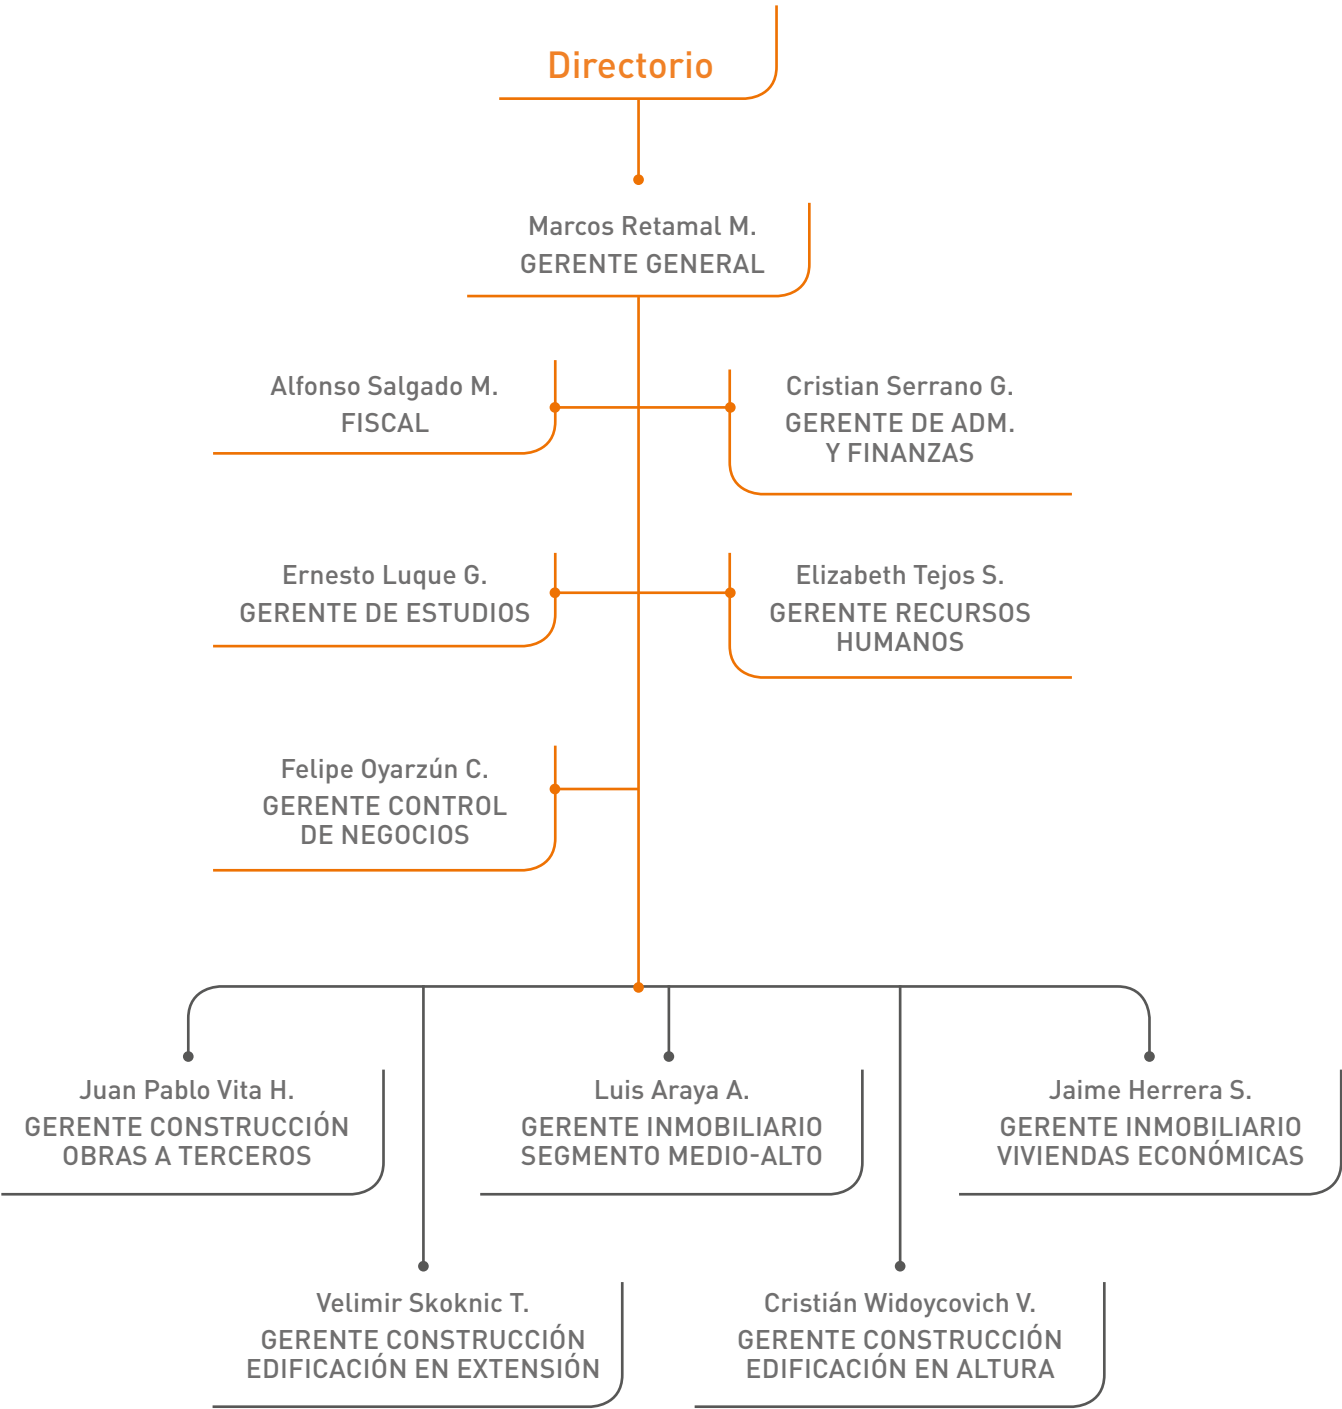 Directorio
Marcos Retamal M.
GERENTE GENERAL
Alfonso Salgado M.
FISCAL
Cristian Serrano G.
GERENTE DE ADM.
Y FINANZAS
Ernesto Luque G.
GERENTE DE ESTUDIOS
Elizabeth Tejos S.
GERENTE RECURSOS
HUMANOS
Felipe Oyarzún C.
GERENTE CONTROL
DE NEGOCIOS
Juan Pablo Vita H.
GERENTE CONSTRUCCIÓN
OBRAS A TERCEROS
Luis Araya A.
GERENTE INMOBILIARIO
SEGMENTO MEDIO-ALTO
Jaime Herrera S.
GERENTE INMOBILIARIO
VIVIENDAS ECONÓMICAS
Velimir Skoknic T.
GERENTE CONSTRUCCIÓN
EDIFICACIÓN EN EXTENSIÓN
Cristián Widoycovich V.
GERENTE CONSTRUCCIÓN
EDIFICACIÓN EN ALTURA